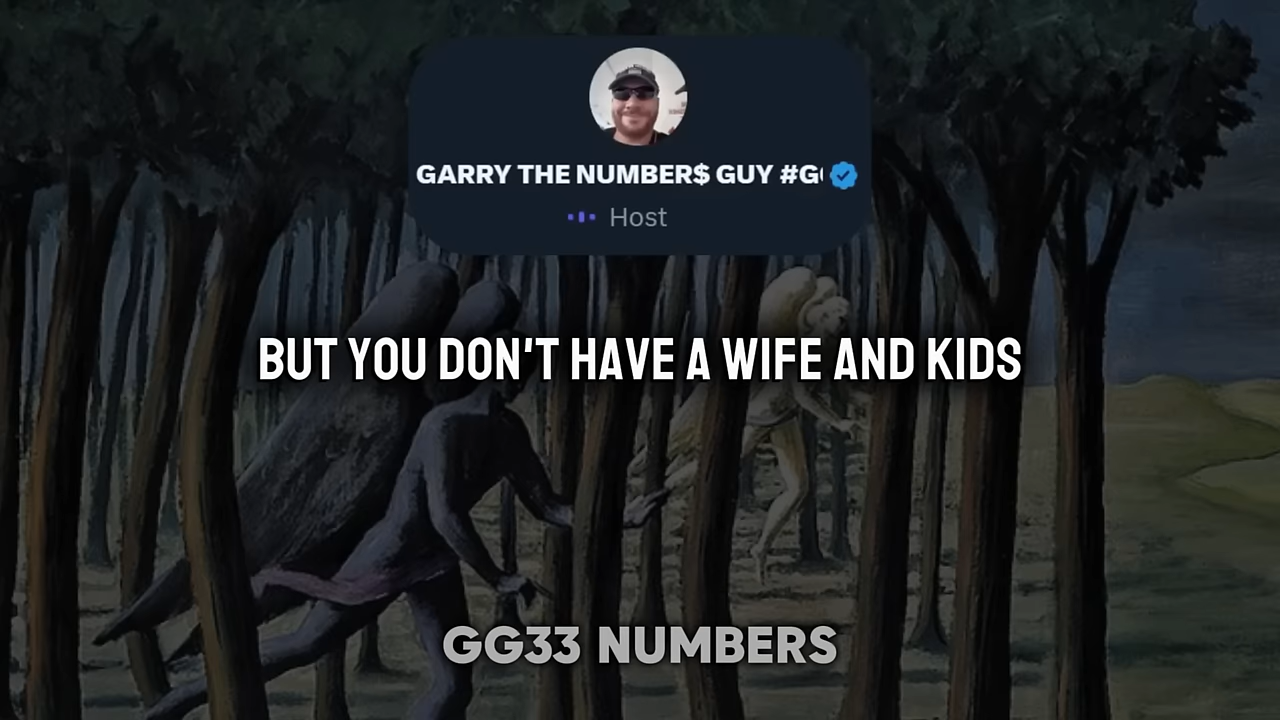 GARRY THE NUMBER$ GUY #G
Host
BUT YOU DON'T HAVE A WIFE AND KIDS
GG33 NUMBERS